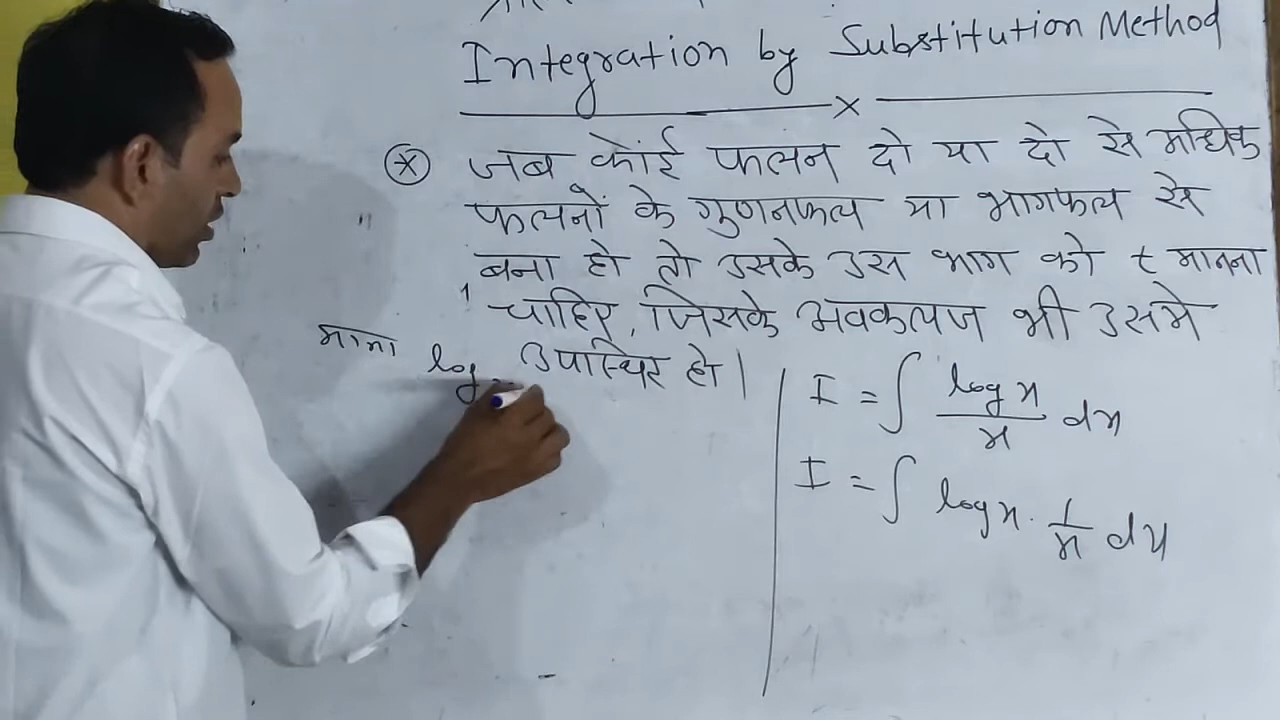 Integration by Substitution Method
× 
* जब कोई फलन दो या दो से अधिक
फलनों के गुणनफल या भागफल से
बना हो तो उसके उस भाग को t मानना
चाहिए, जिसके अवकलज भी उसमे
उपस्थिर हो।
माना log
I = ∫ log x / x dx
I = ∫ log x . 1/x dx